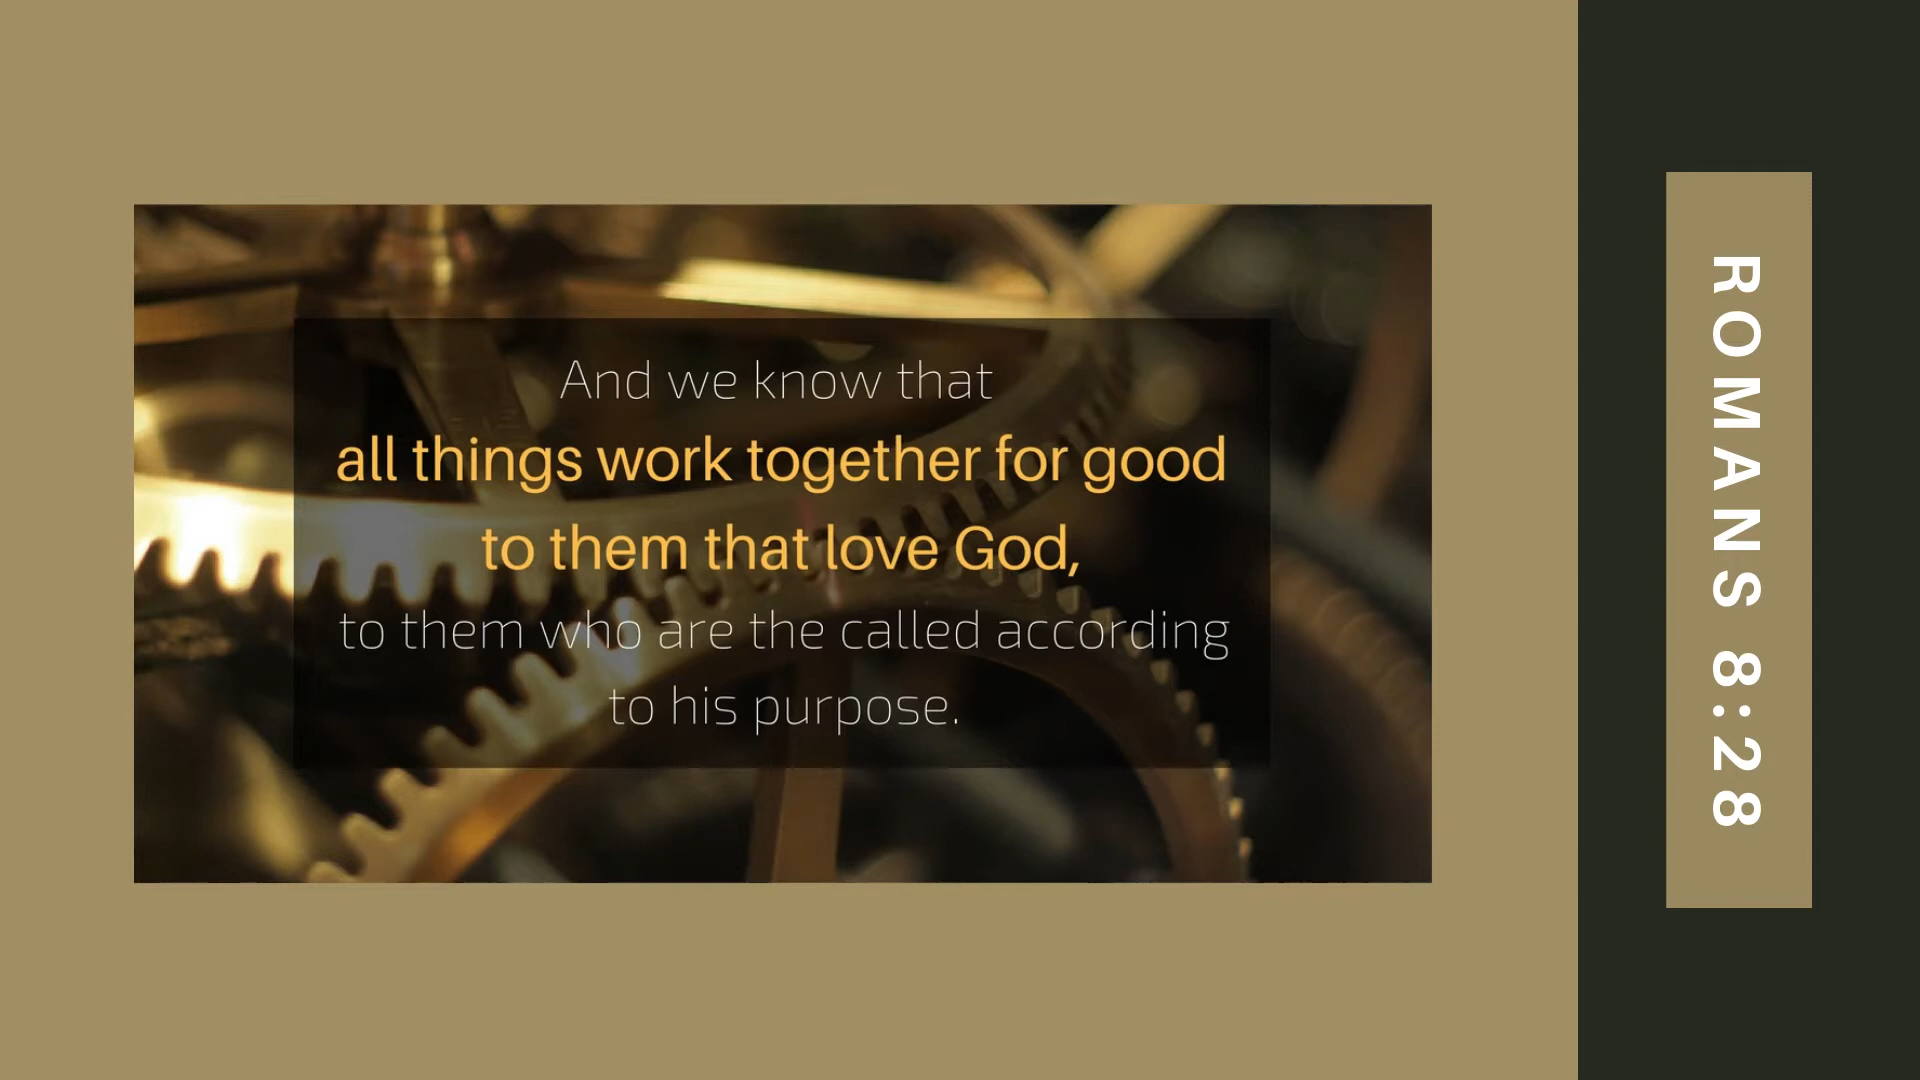 And we know that
all things work together for good
to them that love God,
to them who are the called according
to his purpose.
ROMANS 8:28